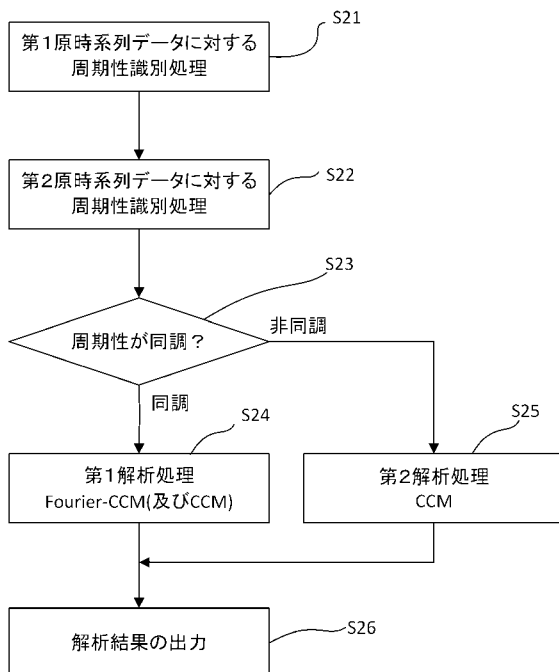 S21
第1原時系列データに対する
周期性識別処理
第2原時系列データに対する
周期性識別処理
S22
S23
周期性が同調？
非同調
同調
S24
第1解析処理
Fourier-CCM(及びCCM)
S25
第2解析処理
CCM
解析結果の出力
S26